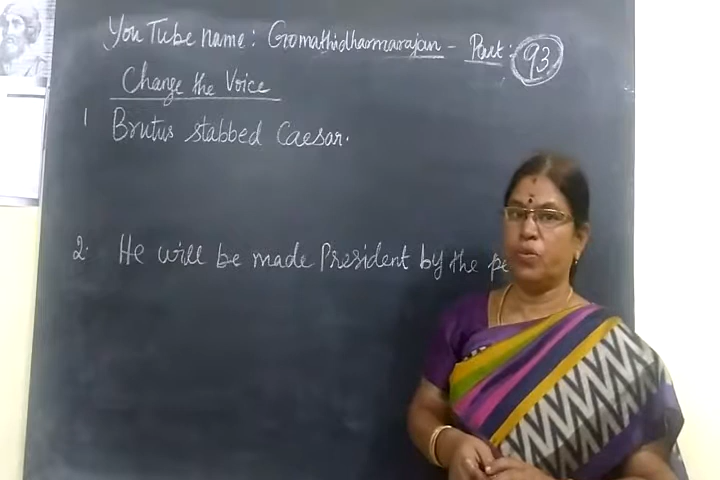 You Tube name: Gomathidharmarajan - Part: 93
Change the Voice
1 Brutus stabbed Caesar.
2. He will be made President by the